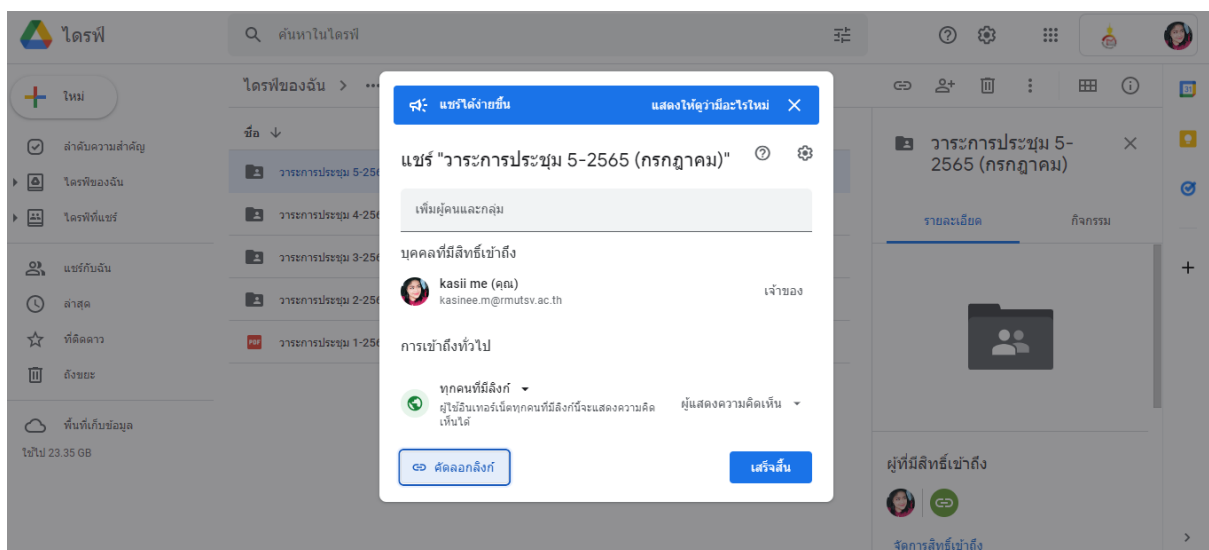 ไดรฟ์
ค้นหาในไดรฟ์
ใหม่
ลำดับความสำคัญ
ไดรฟ์ของฉัน
ไดรฟ์ที่แชร์
แชร์กับฉัน
ล่าสุด
ที่ติดดาว
ถังขยะ
พื้นที่เก็บข้อมูล
ใช้ไป 23.35 GB
ไดรฟ์ของฉัน > ...
ชื่อ
วาระการประชุม 5-256
วาระการประชุม 4-256
วาระการประชุม 3-256
วาระการประชุม 2-256
PDF วาระการประชุม 1-256
แชร์ได้ง่ายขึ้น แสดงให้ดูว่ามีอะไรใหม่
แชร์ "วาระการประชุม 5-2565 (กรกฎาคม)"
เพิ่มผู้คนและกลุ่ม
บุคคลที่มีสิทธิ์เข้าถึง
kasii me (คุณ)
kasinee.m@rmutsv.ac.th
เจ้าของ
การเข้าถึงทั่วไป
ทุกคนที่มีลิงก์
ผู้ใช้อินเทอร์เน็ตทุกคนที่มีลิงก์นี้จะแสดงความคิด
เห็นได้
ผู้แสดงความคิดเห็น
คัดลอกลิงก์
เสร็จสิ้น
วาระการประชุม 5-
2565 (กรกฎาคม)
รายละเอียด กิจกรรม
ผู้ที่มีสิทธิ์เข้าถึง
จัดการสิทธิ์เข้าถึง
31